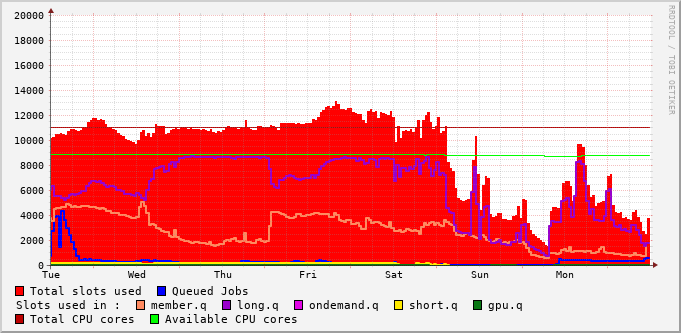 20000
18000
16000
14000
12000
10000
8000
6000
4000
2000
0
Tue Wed Thu Fri Sat Sun Mon
RRDTOOL / TOBI OETIKER
Total slots used Queued Jobs
Slots used in : member.q long.q ondemand.q short.q gpu.q
Total CPU cores Available CPU cores